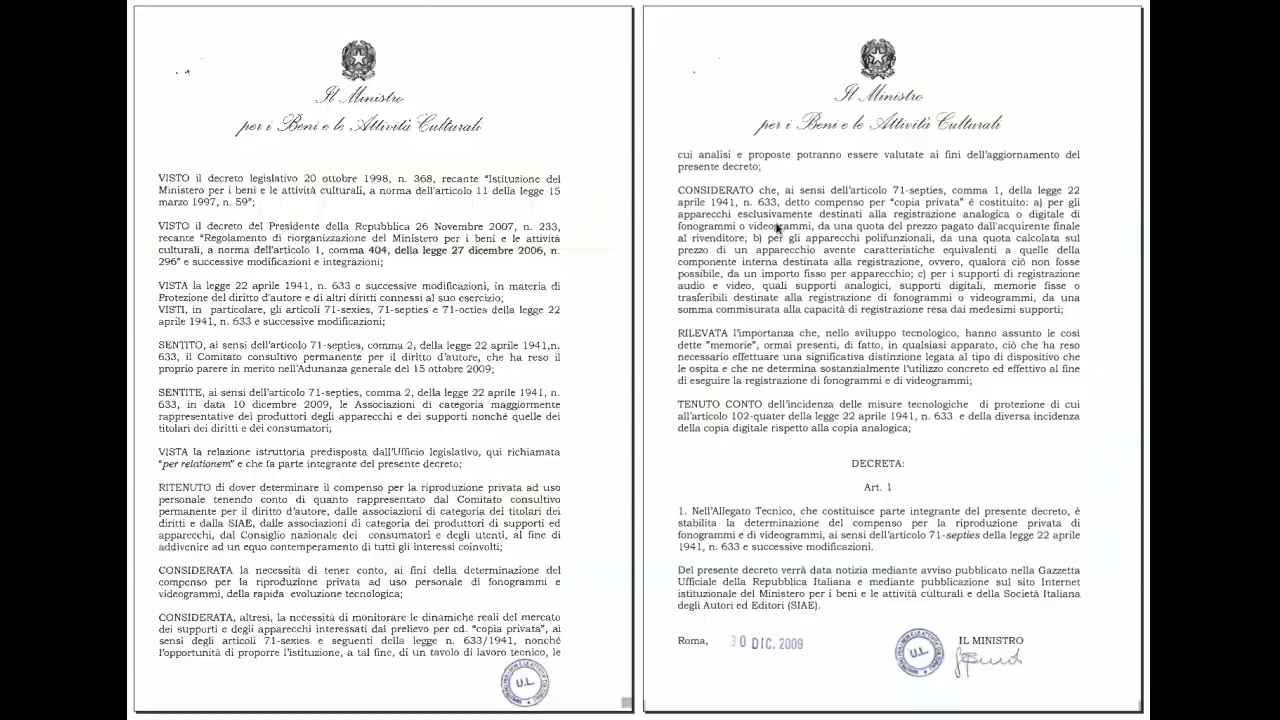 Il Ministro
per i Beni e le Attività Culturali
VISTO il decreto legislativo 20 ottobre 1998, n. 368, recante "Istituzione del
Ministero per i beni e le attività culturali, a norma dell'articolo 11 della legge 15
marzo 1997, n. 59";
VISTO il decreto del Presidente della Repubblica 26 Novembre 2007, n. 233,
recante "Regolamento di riorganizzazione del Ministero per i beni e le attività
culturali, a norma dell'articolo 1, comma 404, della legge 27 dicembre 2006, n.
296" e successive modificazioni e integrazioni;
VISTA la legge 22 aprile 1941, n. 633 e successive modificazioni, in materia di
Protezione del diritto d'autore e di altri diritti connessi al suo esercizio;
VISTI, in particolare, gli articoli 71-sexies, 71-septies e 71-octies della legge 22
aprile 1941, n. 633 e successive modificazioni;
SENTITO, ai sensi dell'articolo 71-septies, comma 2, della legge 22 aprile 1941,n.
633, il Comitato consultivo permanente per il diritto d'autore, che ha reso il
proprio parere in merito nell'Adunanza generale del 15 ottobre 2009;
SENTITE, ai sensi dell'articolo 71-septies, comma 2, della legge 22 aprile 1941, n.
633, in data 10 dicembre 2009, le Associazioni di categoria maggiormente
rappresentative dei produttori degli apparecchi e dei supporti nonché quelle dei
titolari dei diritti e dei consumatori;
VISTA la relazione istruttoria predisposta dall'Ufficio legislativo, qui richiamata
"per relationem" e che fa parte integrante del presente decreto;
RITENUTO di dover determinare il compenso per la riproduzione privata ad uso
personale tenendo conto di quanto rappresentato dal Comitato consultivo
permanente per il diritto d'autore, dalle associazioni di categoria dei titolari dei
diritti e dalla SIAE, dalle associazioni di categoria dei produttori di supporti ed
apparecchi, dal Consiglio nazionale dei consumatori e degli utenti, al fine di
addivenire ad un equo contemperamento di tutti gli interessi coinvolti;
CONSIDERATA la necessità di tener conto, ai fini della determinazione del
compenso per la riproduzione privata ad uso personale di fonogrammi e
videogrammi, della rapida evoluzione tecnologica;
CONSIDERATA, altresì, la necessità di monitorare le dinamiche reali del mercato
dei supporti e degli apparecchi interessati dal prelievo per cd. "copia privata", ai
sensi degli articoli 71-sexies e seguenti della legge n. 633/1941, nonché
l'opportunità di proporre l'istituzione, a tal fine, di un tavolo di lavoro tecnico, le
U.L.
Il Ministro
per i Beni e le Attività Culturali
cui analisi e proposte potranno essere valutate ai fini dell'aggiornamento del
presente decreto;
CONSIDERATO che, ai sensi dell'articolo 71-septies, comma 1, della legge 22
aprile 1941, n. 633, detto compenso per "copia privata" è costituito: a) per gli
apparecchi esclusivamente destinati alla registrazione analogica o digitale di
fonogrammi o videogrammi, da una quota del prezzo pagato dall'acquirente finale
al rivenditore; b) per gli apparecchi polifunzionali, da una quota calcolata sul
prezzo di un apparecchio avente caratteristiche equivalenti a quelle della
componente interna destinata alla registrazione, ovvero, qualora ciò non fosse
possibile, da un importo fisso per apparecchio; c) per i supporti di registrazione
audio e video, quali supporti analogici, supporti digitali, memorie fisse o
trasferibili destinate alla registrazione di fonogrammi o videogrammi, da una
somma commisurata alla capacità di registrazione resa dai medesimi supporti;
RILEVATA l'importanza che, nello sviluppo tecnologico, hanno assunto le così
dette "memorie", ormai presenti, di fatto, in qualsiasi apparato, ciò che ha reso
necessario effettuare una significativa distinzione legata al tipo di dispositivo che
le ospita e che ne determina sostanzialmente l'utilizzo concreto ed effettivo al fine
di eseguire la registrazione di fonogrammi e di videogrammi;
TENUTO CONTO dell'incidenza delle misure tecnologiche di protezione di cui
all'articolo 102-quater della legge 22 aprile 1941, n. 633 e della diversa incidenza
della copia digitale rispetto alla copia analogica;
DECRETA:
Art. 1
1. Nell'Allegato Tecnico, che costituisce parte integrante del presente decreto, è
stabilita la determinazione del compenso per la riproduzione privata di
fonogrammi e di videogrammi, ai sensi dell'articolo 71-septies della legge 22 aprile
1941, n. 633 e successive modificazioni.
Del presente decreto verrà data notizia mediante avviso pubblicato nella Gazzetta
Ufficiale della Repubblica Italiana e mediante pubblicazione sul sito Internet
istituzionale del Ministero per i beni e le attività culturali e della Società Italiana
degli Autori ed Editori (SIAE).
Roma, 30 DIC. 2009
IL MINISTRO
U.L.